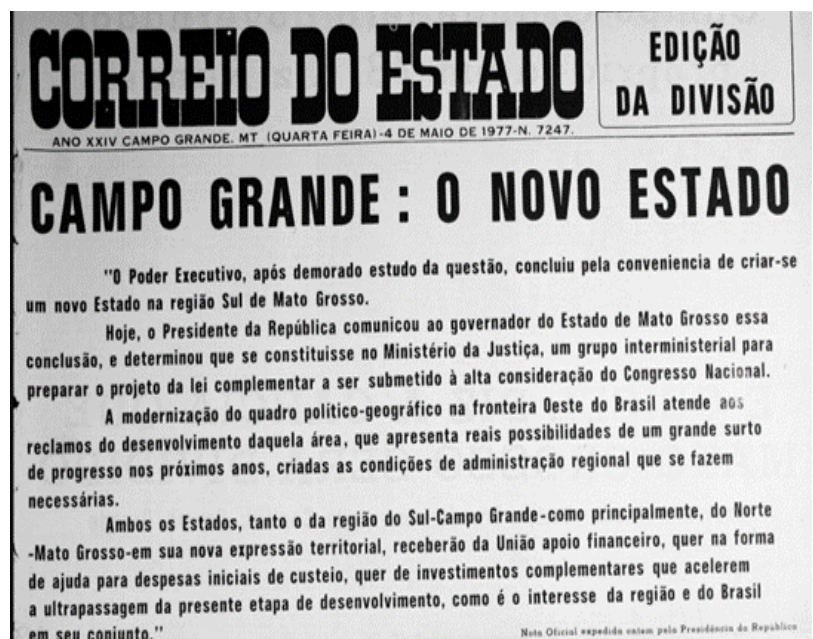 CORREIO DO ESTADO
EDIÇÃO
DA DIVISÃO
ANO XXIV CAMPO GRANDE. MT (QUARTA FEIRA)-4 DE MAIO DE 1977-N. 7247.
CAMPO GRANDE: O NOVO ESTADO
"O Poder Executivo, após demorado estudo da questão, concluiu pela conveniencia de criar-se
um novo Estado na região Sul de Mato Grosso.
Hoje, o Presidente da República comunicou ao governador do Estado de Mato Grosso essa
conclusão, e determinou que se constituisse no Ministério da Justiça, um grupo interministerial para
preparar o projeto da lei complementar a ser submetido à alta consideração do Congresso Nacional.
A modernização do quadro político-geográfico na fronteira Oeste do Brasil atende aos
reclamos do desenvolvimento daquela área, que apresenta reais possibilidades de um grande surto
de progresso nos próximos anos, criadas as condições de administração regional que se fazem
necessárias.
Ambos os Estados, tanto o da região do Sul-Campo Grande-como principalmente, do Norte
-Mato Grosso-em sua nova expressão territorial, receberão da União apoio financeiro, quer na forma
de ajuda para despesas iniciais de custeio, quer de investimentos complementares que acelerem
a ultrapassagem da presente etapa de desenvolvimento, como é o interesse da região e do Brasil
em seu conjunto."
Nota Oficial expedida ontem pela Presidência da República